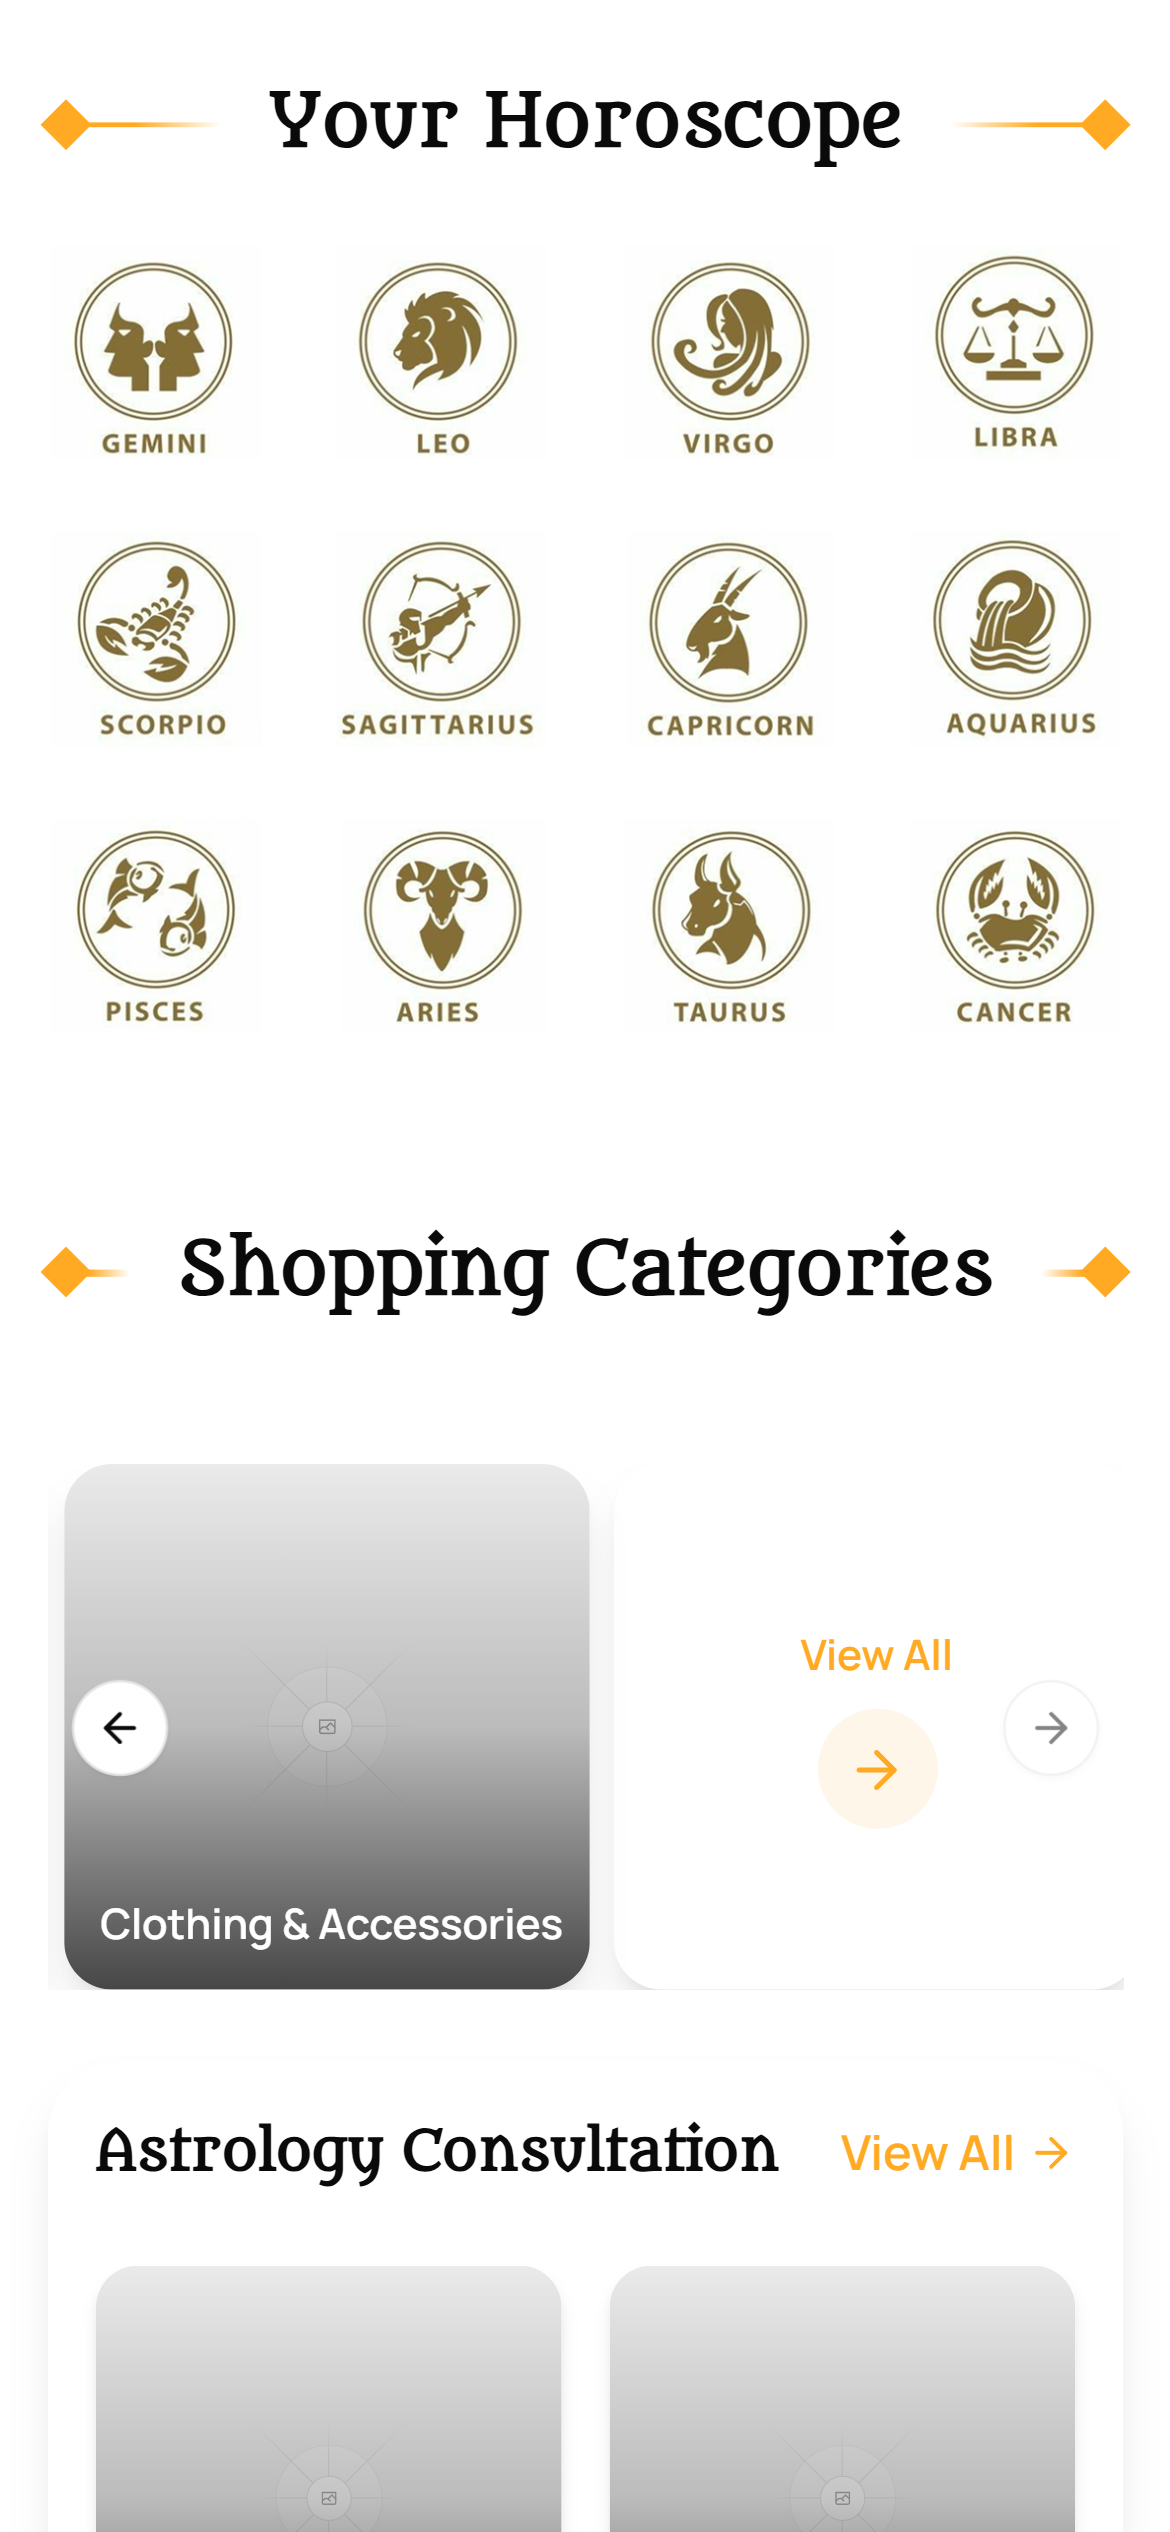 Your Horoscope
GEMINI
LEO
VIRGO
LIBRA
SCORPIO
SAGITTARIUS
CAPRICORN
AQUARIUS
PISCES
ARIES
TAURUS
CANCER
Shopping Categories
View All
Clothing & Accessories
Astrology Consultation
View All